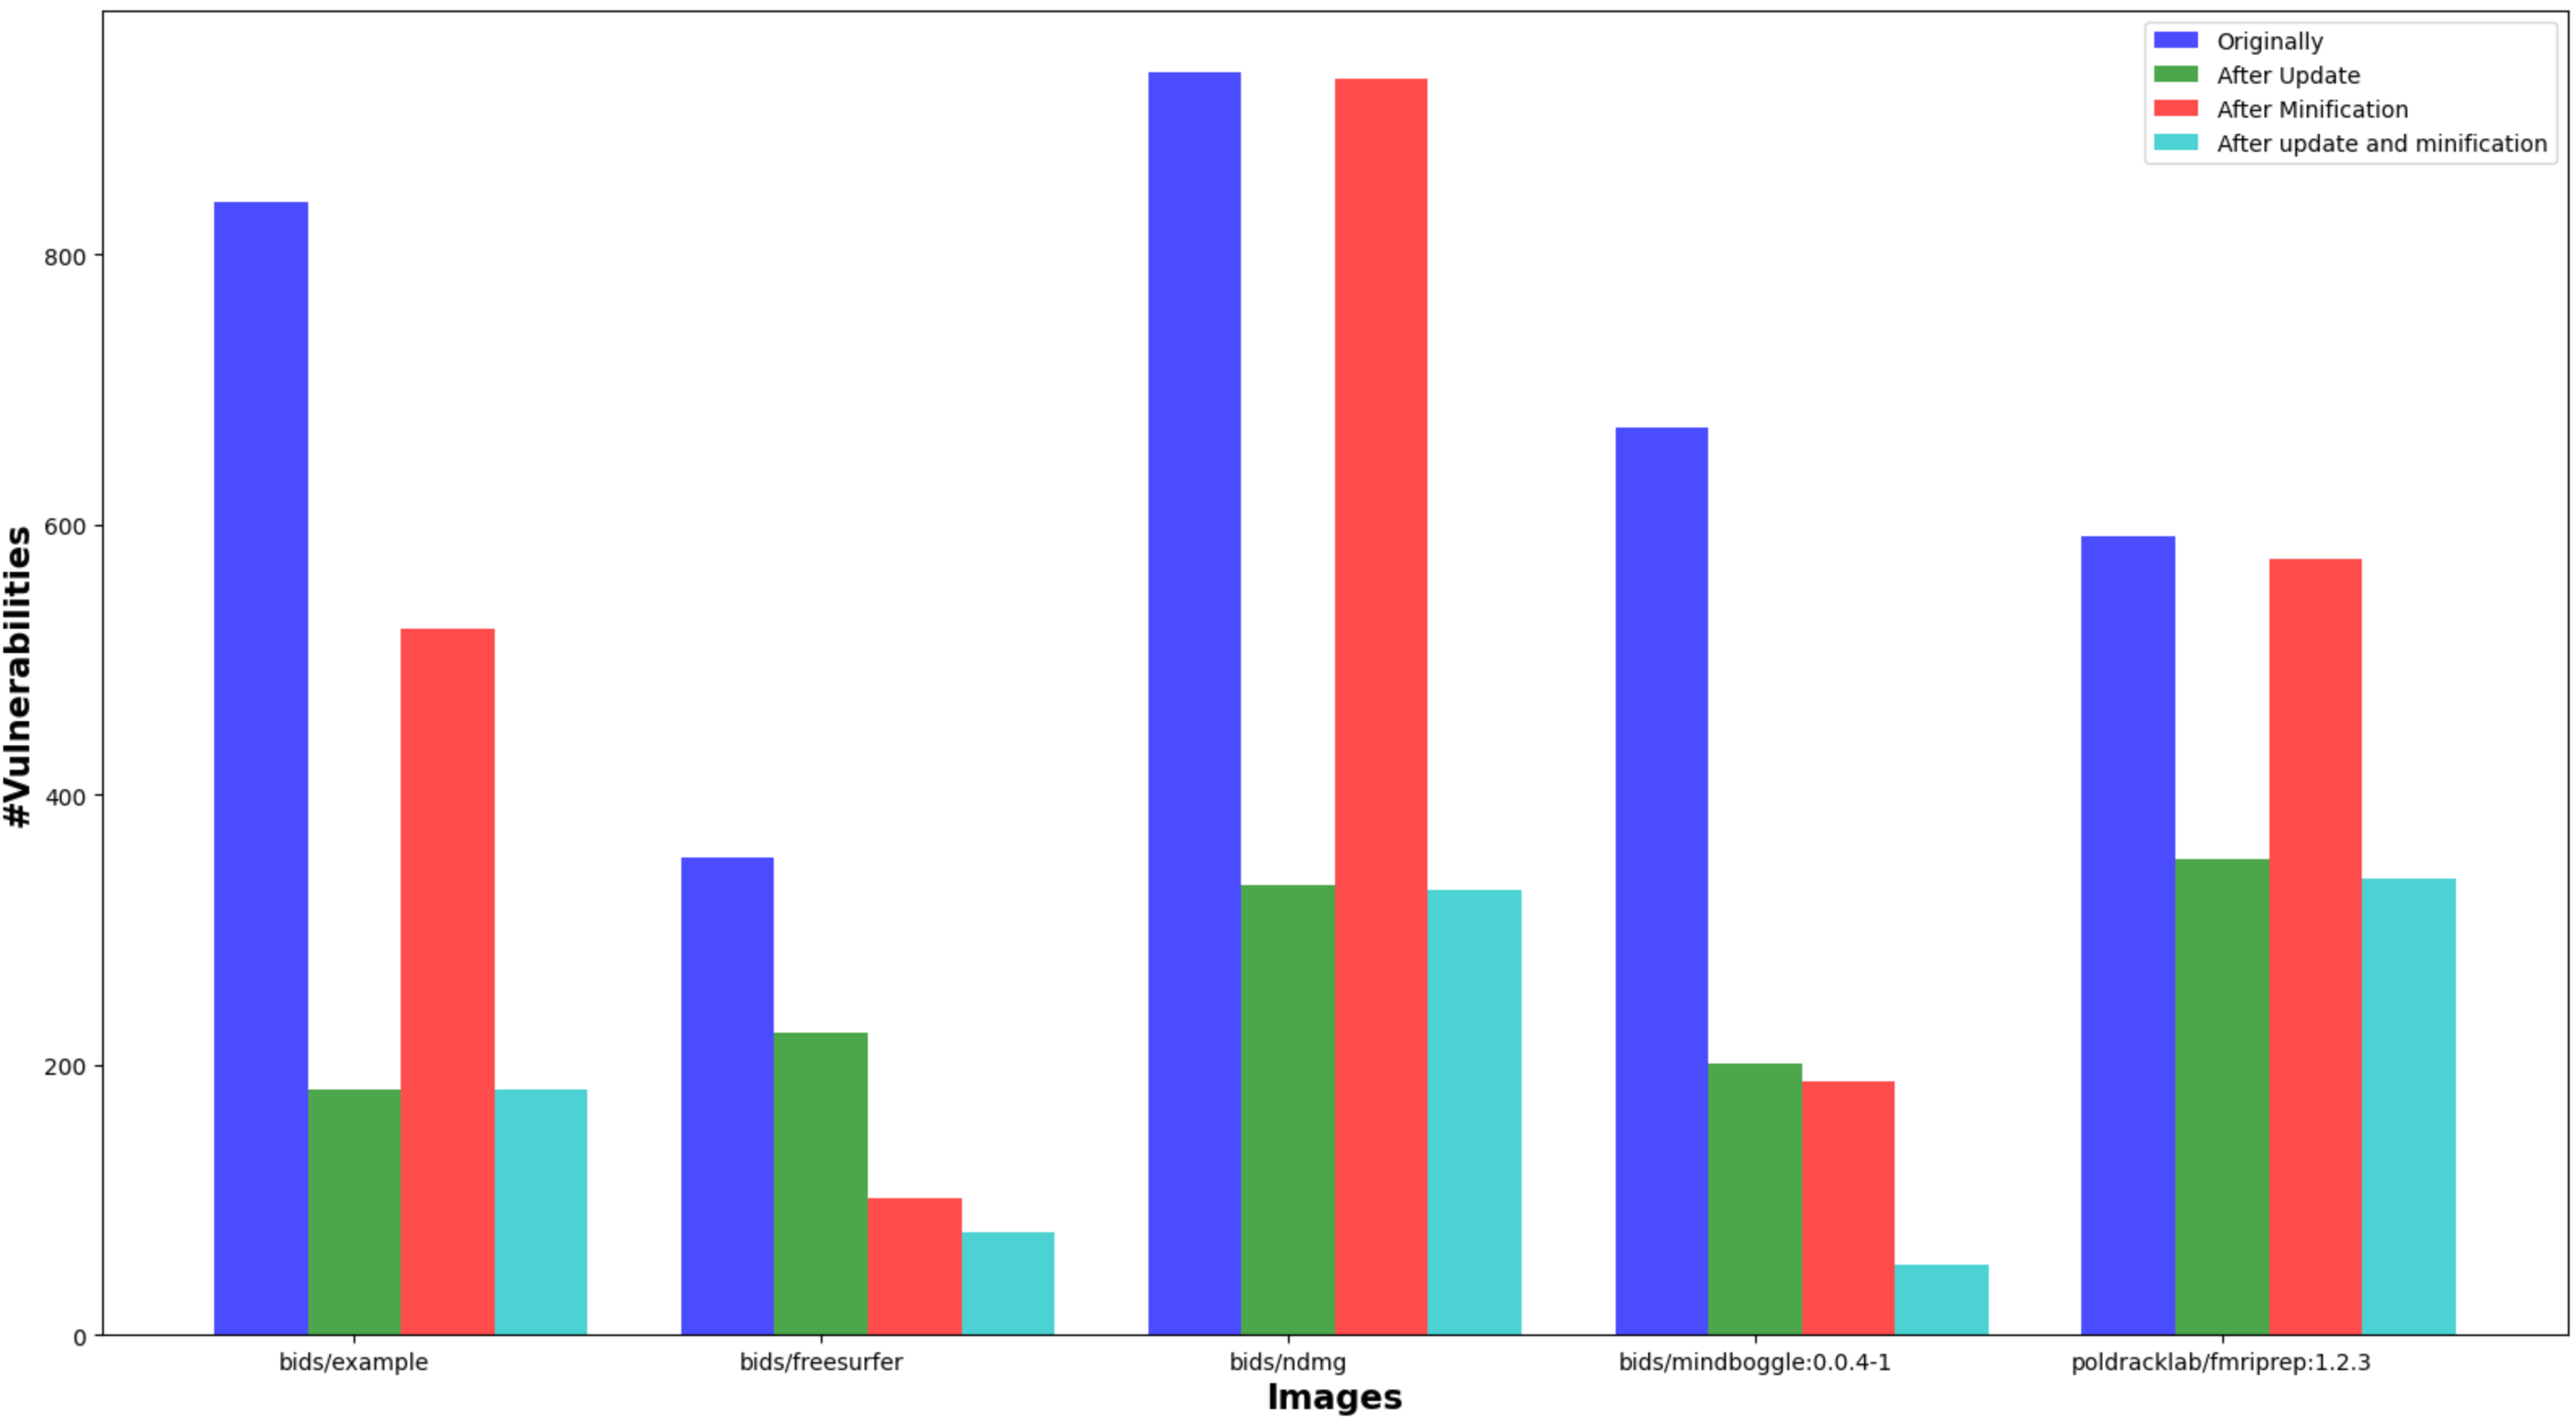 Originally
After Update
After Minification
After update and minification
800
600
400
200
0
#Vulnerabilities
bids/example
bids/freesurfer
bids/ndmg
bids/mindboggle:0.0.4-1
poldracklab/fmriprep:1.2.3
Images